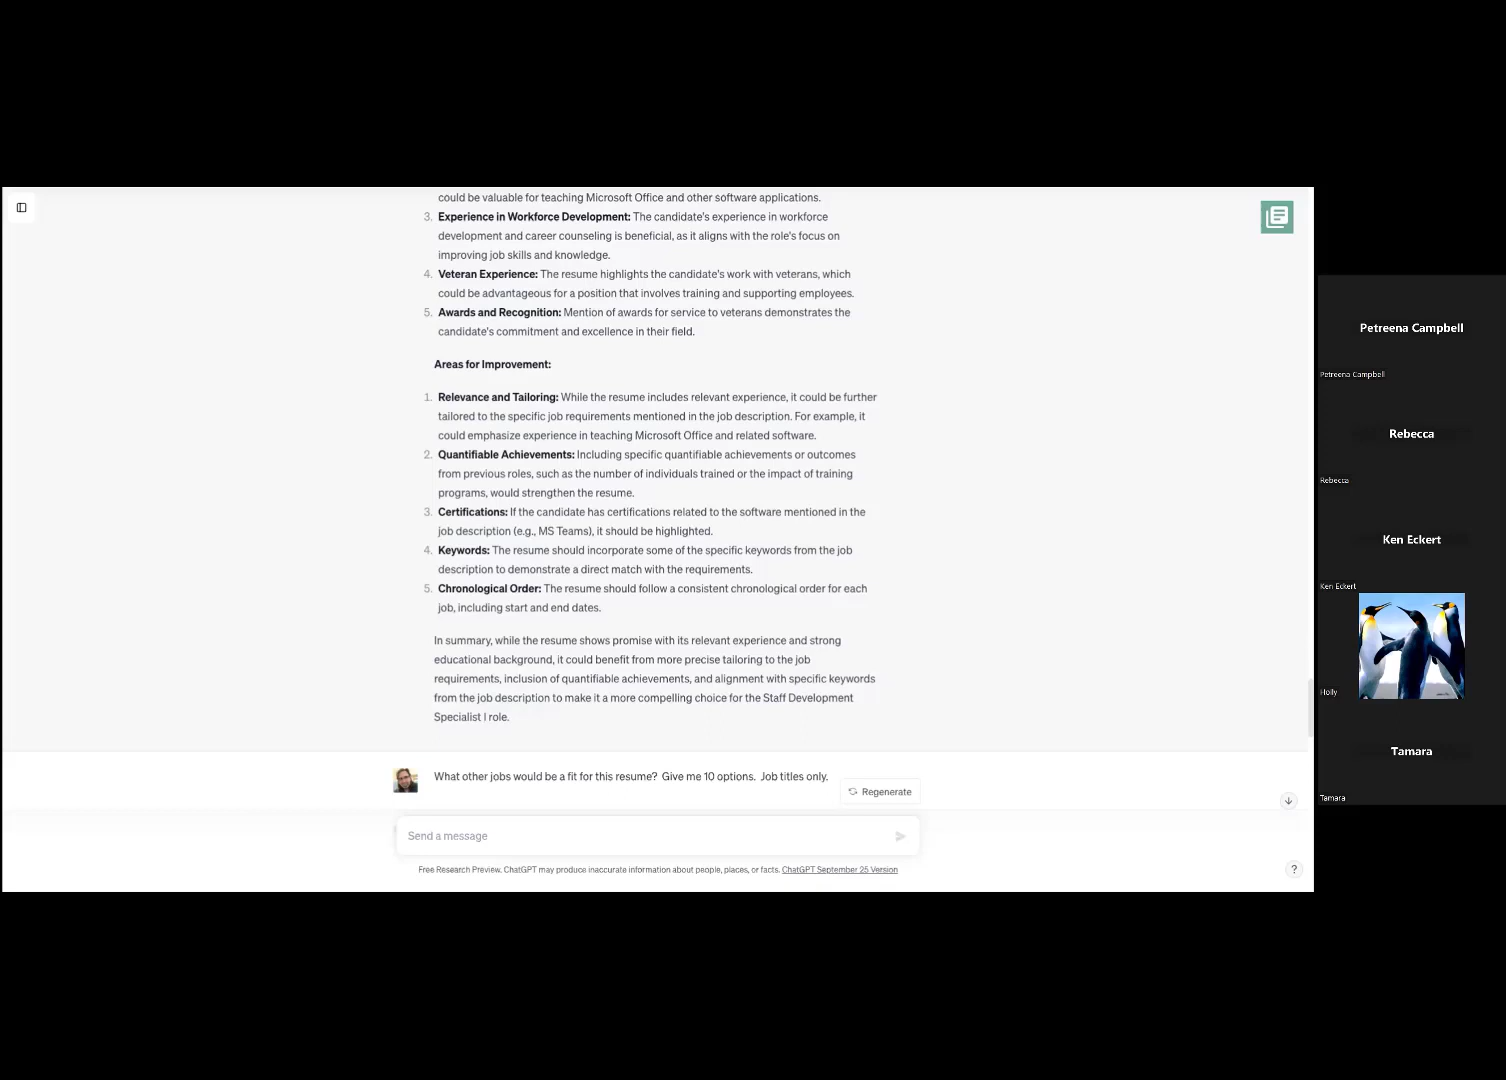 could be valuable for teaching Microsoft Office and other software applications.
3. Experience in Workforce Development: The candidate's experience in workforce
development and career counseling is beneficial, as it aligns with the role's focus on
improving job skills and knowledge.
4. Veteran Experience: The resume highlights the candidate's work with veterans, which
could be advantageous for a position that involves training and supporting employees.
5. Awards and Recognition: Mention of awards for service to veterans demonstrates the
candidate's commitment and excellence in their field.
Areas for Improvement:
1. Relevance and Tailoring: While the resume includes relevant experience, it could be further
tailored to the specific job requirements mentioned in the job description. For example, it
could emphasize experience in teaching Microsoft Office and related software.
2. Quantifiable Achievements: Including specific quantifiable achievements or outcomes
from previous roles, such as the number of individuals trained or the impact of training
programs, would strengthen the resume.
3. Certifications: If the candidate has certifications related to the software mentioned in the
job description (e.g., MS Teams), it should be highlighted.
4. Keywords: The resume should incorporate some of the specific keywords from the job
description to demonstrate a direct match with the requirements.
5. Chronological Order: The resume should follow a consistent chronological order for each
job, including start and end dates.
In summary, while the resume shows promise with its relevant experience and strong
educational background, it could benefit from more precise tailoring to the job
requirements, inclusion of quantifiable achievements, and alignment with specific keywords
from the job description to make it a more compelling choice for the Staff Development
Specialist I role.
What other jobs would be a fit for this resume? Give me 10 options. Job titles only.
Regenerate
Send a message
Free Research Preview. ChatGPT may produce inaccurate information about people, places, or facts. ChatGPT September 25 Version
?
Petreena Campbell
Petreena Campbell
Rebecca
Rebecca
Ken Eckert
Ken Eckert
Holly
Tamara
Tamara